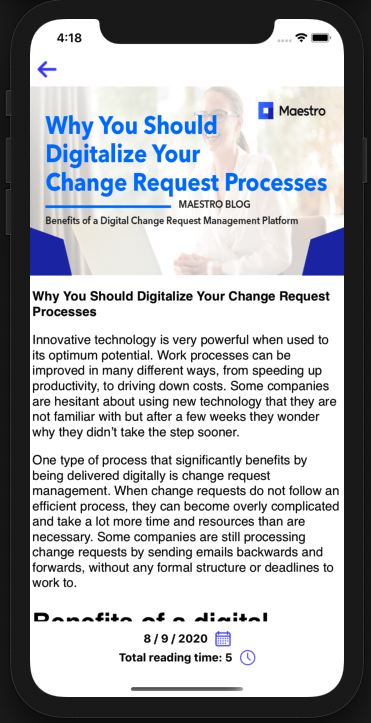 4:18
Maestro
Why You Should
Digitalize Your
Change Request Processes
MAESTRO BLOG
Benefits of a Digital Change Request Management Platform
Why You Should Digitalize Your Change Request
Processes
Innovative technology is very powerful when used to
its optimum potential. Work processes can be
improved in many different ways, from speeding up
productivity, to driving down costs. Some companies
are hesitant about using new technology that they are
not familiar with but after a few weeks they wonder
why they didn't take the step sooner.
One type of process that significantly benefits by
being delivered digitally is change request
management. When change requests do not follow an
efficient process, they can become overly complicated
and take a lot more time and resources than are
necessary. Some companies are still processing
change requests by sending emails backwards and
forwards, without any formal structure or deadlines to
work to.
Benefits of a digital
8 / 9 / 2020
Total reading time: 5